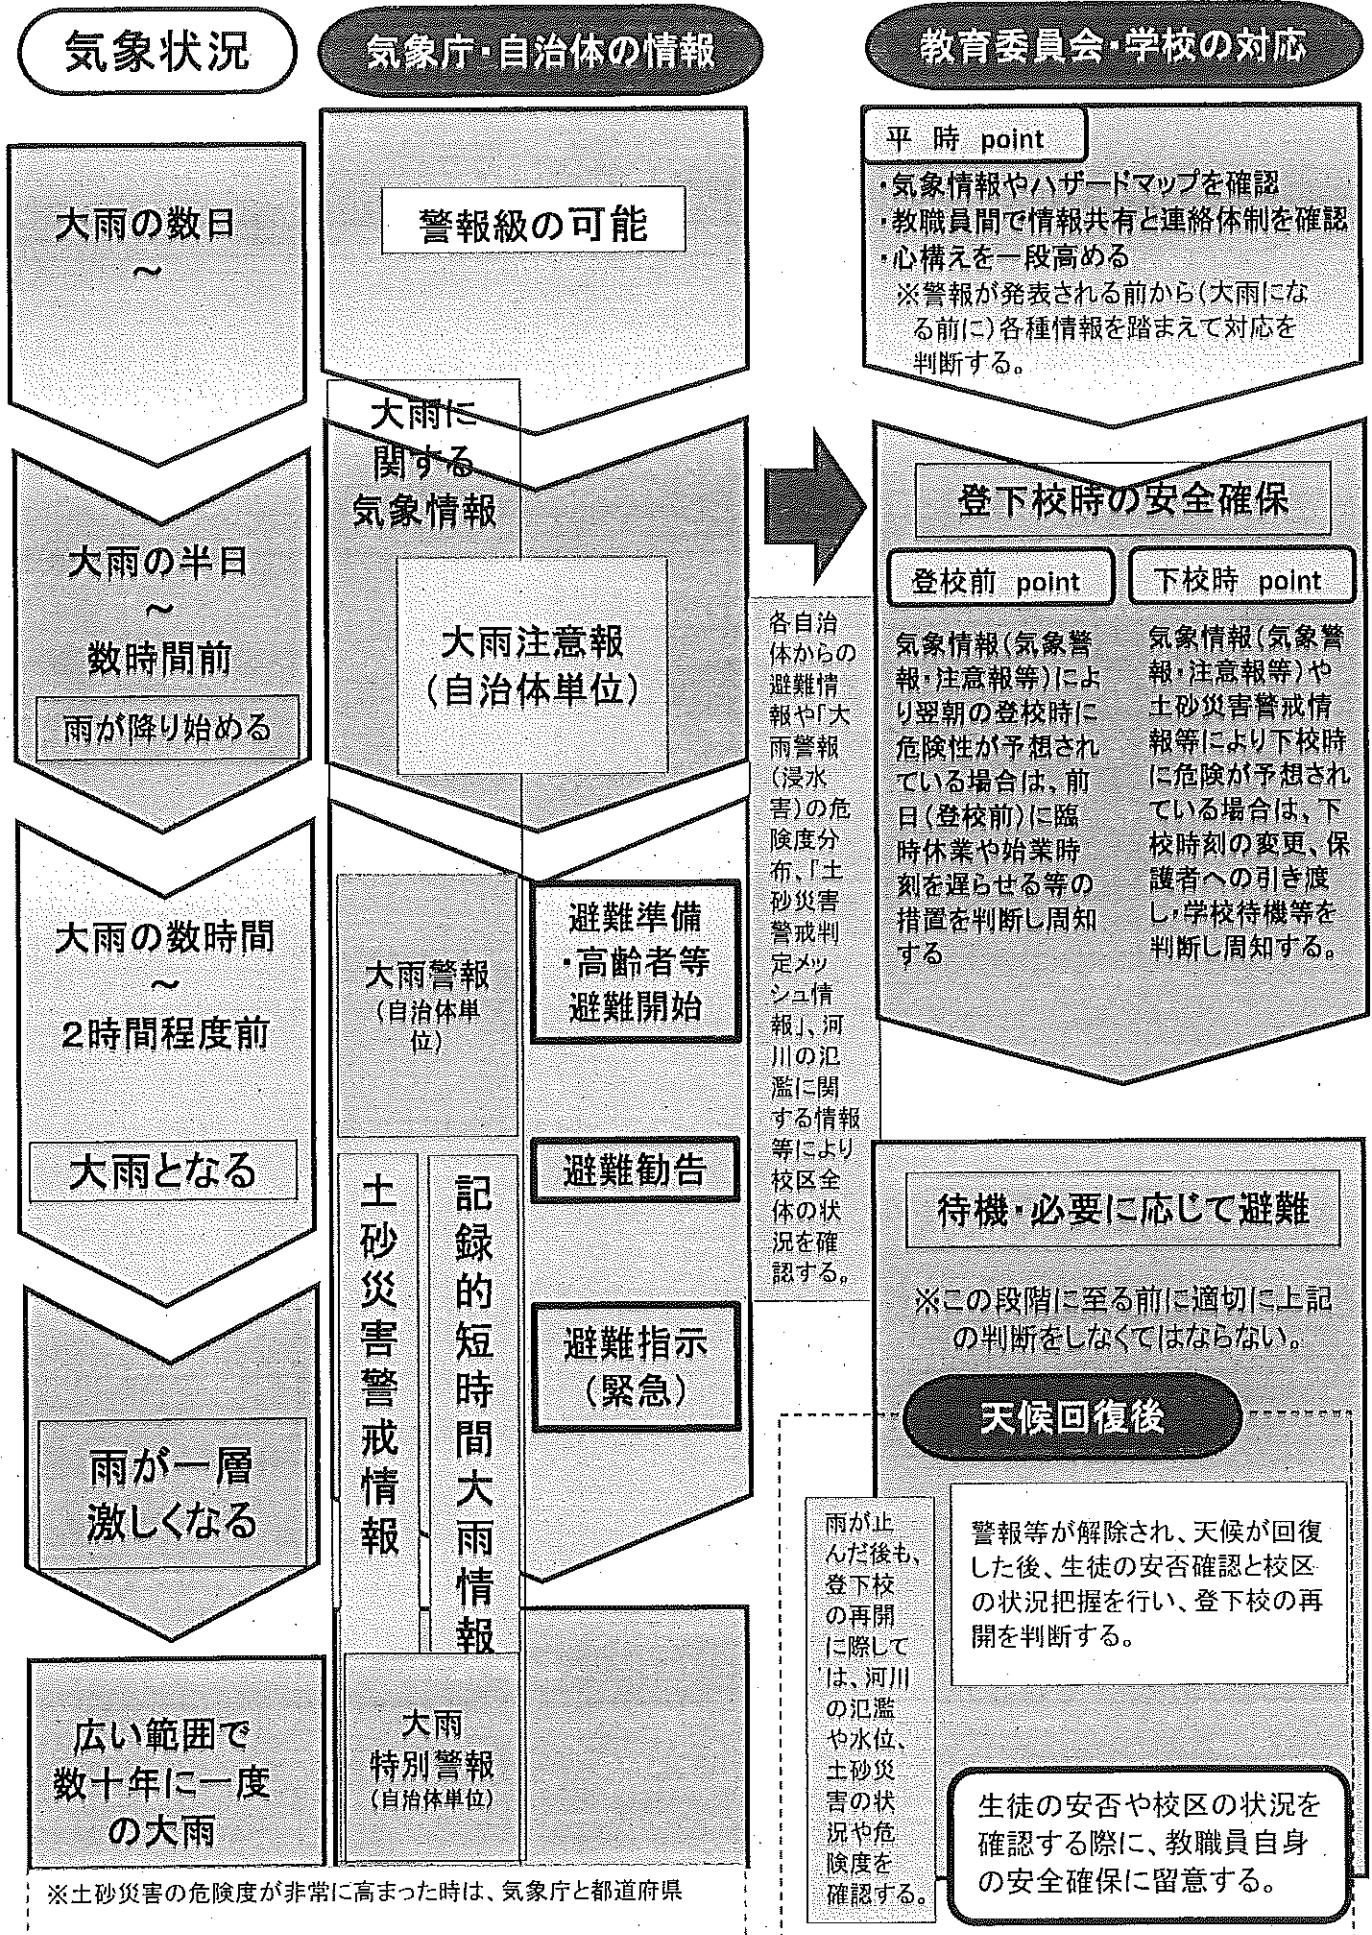 気象状況
気象庁・自治体の情報
教育委員会・学校の対応
大雨の数日
～
大雨の半日
～
数時間前
雨が降り始める
大雨の数時間
～
2時間程度前
大雨となる
雨が一層
激しくなる
広い範囲で
数十年に一度
の大雨
警報級の可能
大雨に
関する
気象情報
大雨注意報
(自治体単位)
大雨警報
(自治体単
位)
避難準備
・高齢者等
避難開始
避難勧告
避難指示
(緊急)
土砂災害警戒情報
記録的短時間大雨情報
大雨
特別警報
(自治体単位)
※土砂災害の危険度が非常に高まった時は、気象庁と都道府県
各自治
体からの
避難情
報や「大
雨警報
(浸水
害)の危
険度分
布、「土
砂災害
警戒判
定メッ
シュ情
報」、河
川の氾
濫に関
する情報
等により
校区全
体の状
況を確
認する。
平 時 point
・気象情報やハザードマップを確認
・教職員間で情報共有と連絡体制を確認
・心構えを一段高める
※警報が発表される前から(大雨にな
る前に)各種情報を踏まえて対応を
判断する。
登下校時の安全確保
登校前 point
気象情報(気象警
報・注意報等)によ
り翌朝の登校時に
危険性が予想され
ている場合は、前
日(登校前)に臨
時休業や始業時
刻を遅らせる等の
措置を判断し周知
する
下校時 point
気象情報(気象警
報・注意報等)や
土砂災害警戒情
報等により下校時
に危険が予想され
ている場合は、下
校時刻の変更、保
護者への引き渡
し・学校待機等を
判断し周知する。
待機・必要に応じて避難
※この段階に至る前に適切に上記
の判断をしなくてはならない。
天候回復後
雨が止
んだ後も、
登下校
の再開
に際して
は、河川
の氾濫
や水位、
土砂災
害の状
況や危
険度を
確認する。
警報等が解除され、天候が回復
した後、生徒の安否確認と校区
の状況把握を行い、登下校の再
開を判断する。
生徒の安否や校区の状況を
確認する際に、教職員自身
の安全確保に留意する。